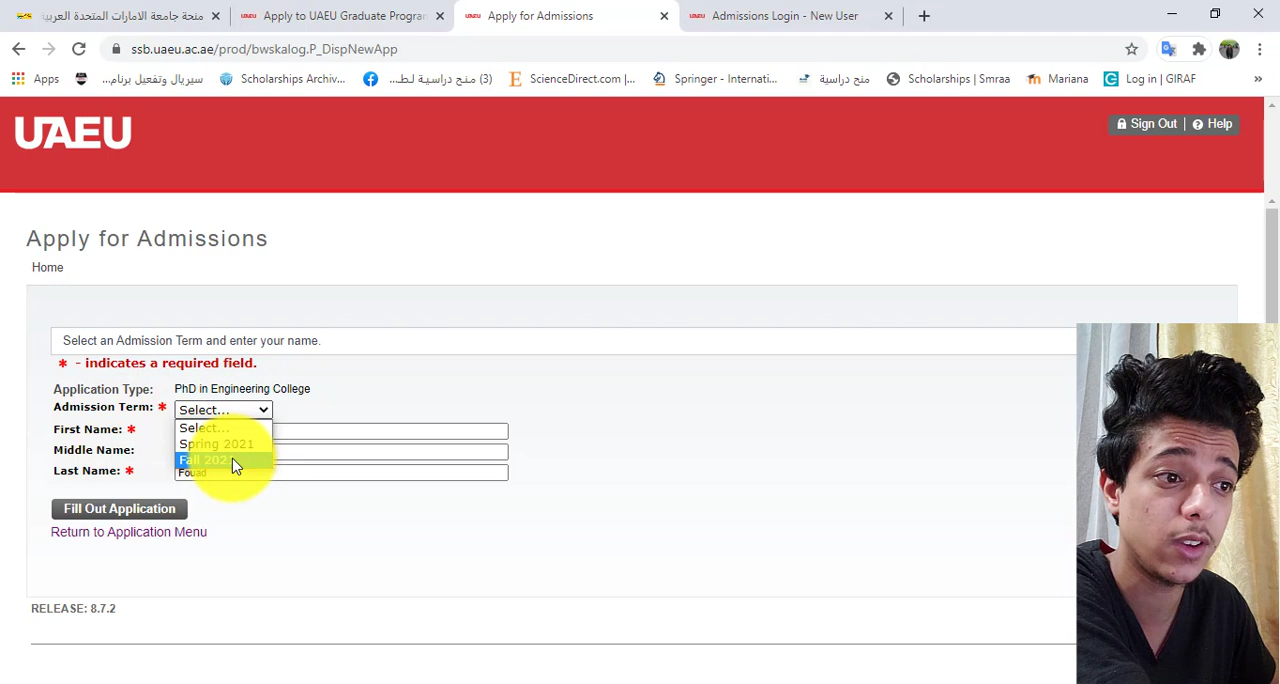 منحة جامعة الامارات المتحدة العربية
Apply to UAEU Graduate Program
Apply for Admissions
Admissions Login - New User
ssb.uaeu.ac.ae/prod/bwskalog.P_DispNewApp
Apps
سيريال وتفعيل برنام...
Scholarships Archiv...
(3) منح دراسية لط...
ScienceDirect.com |...
Springer - Internati...
منح دراسية
Scholarships | Smraa
Mariana
Log in | GIRAF
»
UAEU
Sign Out | Help
Apply for Admissions
Home
Select an Admission Term and enter your name.
* - indicates a required field.
Application Type: PhD in Engineering College
Admission Term: * Select...
Select...
First Name: *
Spring 2021
Middle Name:
Fall 202
Last Name: * Fouad
Fill Out Application
Return to Application Menu
RELEASE: 8.7.2